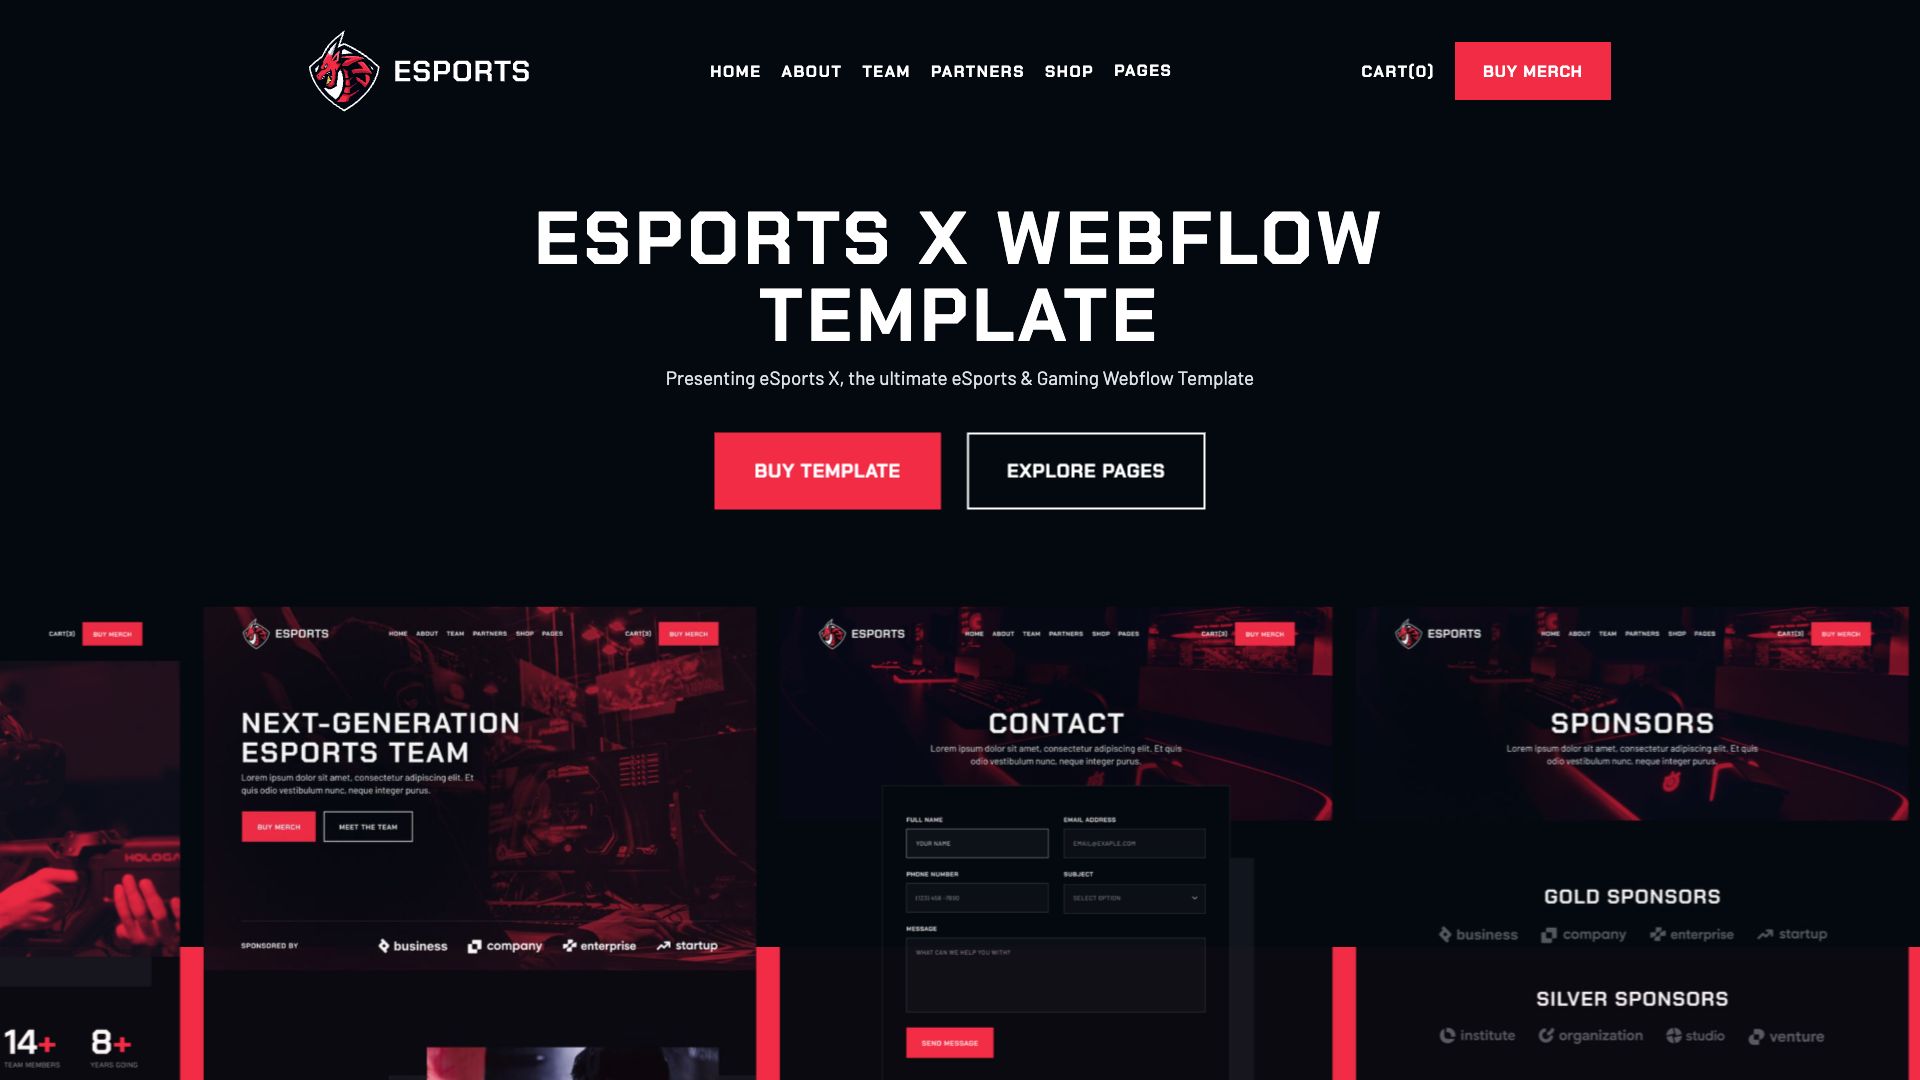 ESPORTS
HOME ABOUT TEAM PARTNERS SHOP PAGES
CART(0) BUY MERCH
ESPORTS X WEBFLOW
TEMPLATE
Presenting eSports X, the ultimate eSports & Gaming Webflow Template
BUY TEMPLATE
EXPLORE PAGES
CART(3) BUY MERCH
HOLOGA
14+
TEAM MEMBERS
8+
YEARS GOING
ESPORTS
HOME ABOUT TEAM PARTNERS SHOP PAGES
CART(3) BUY MERCH
NEXT-GENERATION
ESPORTS TEAM
Lorem ipsum dolor sit amet, consectetur adipiscing elit. Et
quis odio vestibulum nunc, neque integer purus.
BUY MERCH
MEET THE TEAM
SPONSORED BY
business company enterprise startup
ESPORTS
HOME ABOUT TEAM PARTNERS SHOP PAGES
CART(3) BUY MERCH
CONTACT
Lorem ipsum dolor sit amet, consectetur adipiscing elit. Et quis
odio vestibulum nunc, neque integer purus.
FULL NAME
YOUR NAME
EMAIL ADDRESS
EMAIL@EXAPLE.COM
PHONE NUMBER
(123) 456 -7890
SUBJECT
SELECT OPTION
MESSAGE
WHAT CAN WE HELP YOU WITH?
SEND MESSAGE
ESPORTS
HOME ABOUT TEAM PARTNERS SHOP PAGES
CART(3) BUY MERCH
SPONSORS
Lorem ipsum dolor sit amet, consectetur adipiscing elit. Et quis
odio vestibulum nunc, neque integer purus.
GOLD SPONSORS
business company enterprise startup
SILVER SPONSORS
institute organization studio venture